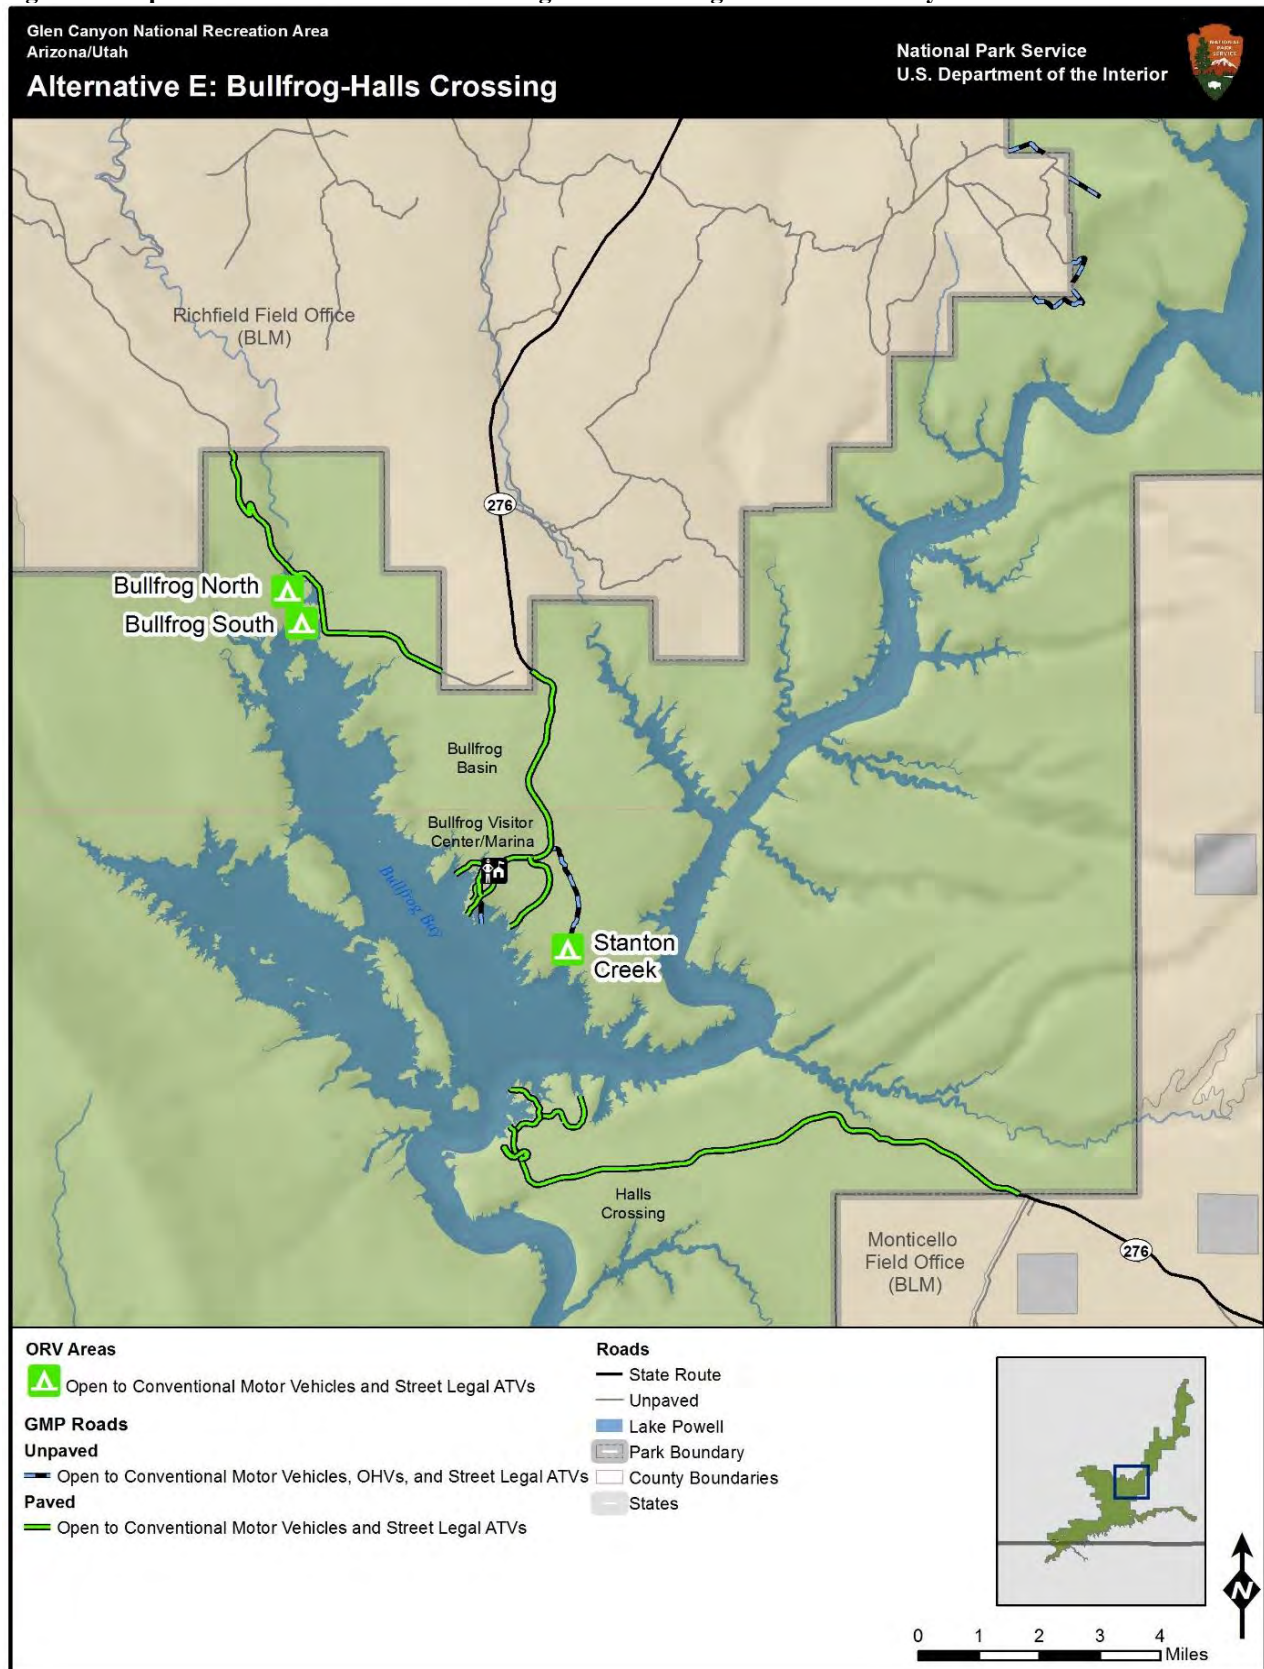 Glen Canyon National Recreation Area
Arizona/Utah
Alternative E: Bullfrog-Halls Crossing
National Park Service
U.S. Department of the Interior
NATIONAL
PARK
SERVICE
Richfield Field Office
(BLM)
276
Bullfrog North
Bullfrog South
Bullfrog
Basin
Bullfrog Visitor
Center/Marina
Bullfrog Bay
Stanton
Creek
Halls
Crossing
Monticello
Field Office
(BLM)
276
ORV Areas
Open to Conventional Motor Vehicles and Street Legal ATVs
GMP Roads
Unpaved
Open to Conventional Motor Vehicles, OHVs, and Street Legal ATVs
Paved
Open to Conventional Motor Vehicles and Street Legal ATVs
Roads
State Route
Unpaved
Lake Powell
Park Boundary
County Boundaries
States
N
0 1 2 3 4
Miles